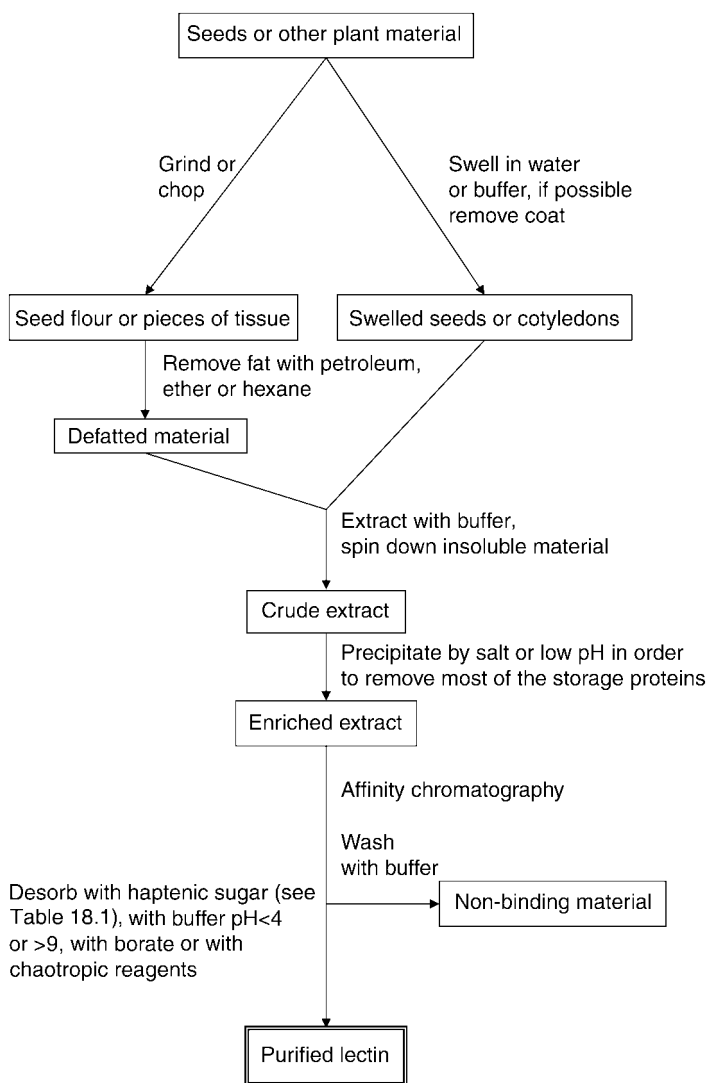 Seeds or other plant material
Grind or
chop
Swell in water
or buffer, if possible
remove coat
Seed flour or pieces of tissue
Swelled seeds or cotyledons
Remove fat with petroleum,
ether or hexane
Defatted material
Extract with buffer,
spin down insoluble material
Crude extract
Precipitate by salt or low pH in order
to remove most of the storage proteins
Enriched extract
Affinity chromatography
Wash
with buffer
Desorb with haptenic sugar (see
Table 18.1), with buffer pH<4
or >9, with borate or with
chaotropic reagents
Non-binding material
Purified lectin